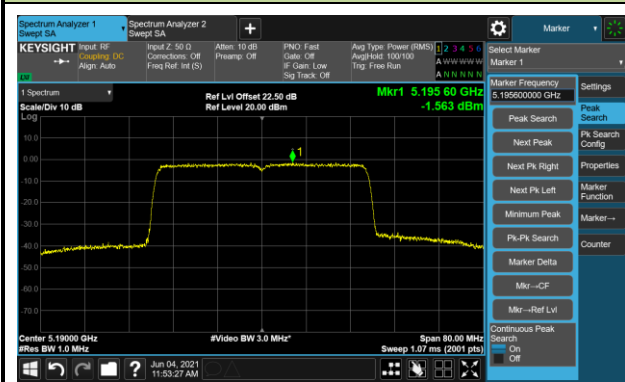 Spectrum Analyzer 1
Swept SA
Spectrum Analyzer 2
Swept SA
+
Marker
KEYSIGHT
Input: RF
Coupling: DC
Align: Auto
Input Z: 50 Ω
Corrections: Off
Freq Ref: Int (S)
Atten: 10 dB
Preamp: Off
PNO: Fast
Gate: Off
IF Gain: Low
Sig Track: Off
Avg Type: Power (RMS)
Avg|Hold: 100/100
Trig: Free Run
1 2 3 4 5 6
A W W W W W
A N N N N N
Select Marker
Marker 1
1 Spectrum
Scale/Div 10 dB
Log
Ref Lvl Offset 22.50 dB
Ref Level 20.00 dBm
Mkr1 5.195 60 GHz
-1.563 dBm
10.0
0.00
-10.0
-20.0
-30.0
-40.0
-50.0
-60.0
-70.0
1
Center 5.19000 GHz
#Res BW 1.0 MHz
#Video BW 3.0 MHz*
Span 80.00 MHz
Sweep 1.07 ms (2001 pts)
Marker Frequency
5.195600000 GHz
Peak Search
Next Peak
Next Pk Right
Next Pk Left
Minimum Peak
Pk-Pk Search
Marker Delta
Mkr→CF
Mkr→Ref Lvl
Continuous Peak
Search
On
Off
Settings
Peak
Search
Pk Search
Config
Properties
Marker
Function
Marker→
Counter
?
Jun 04, 2021
11:53:27 AM